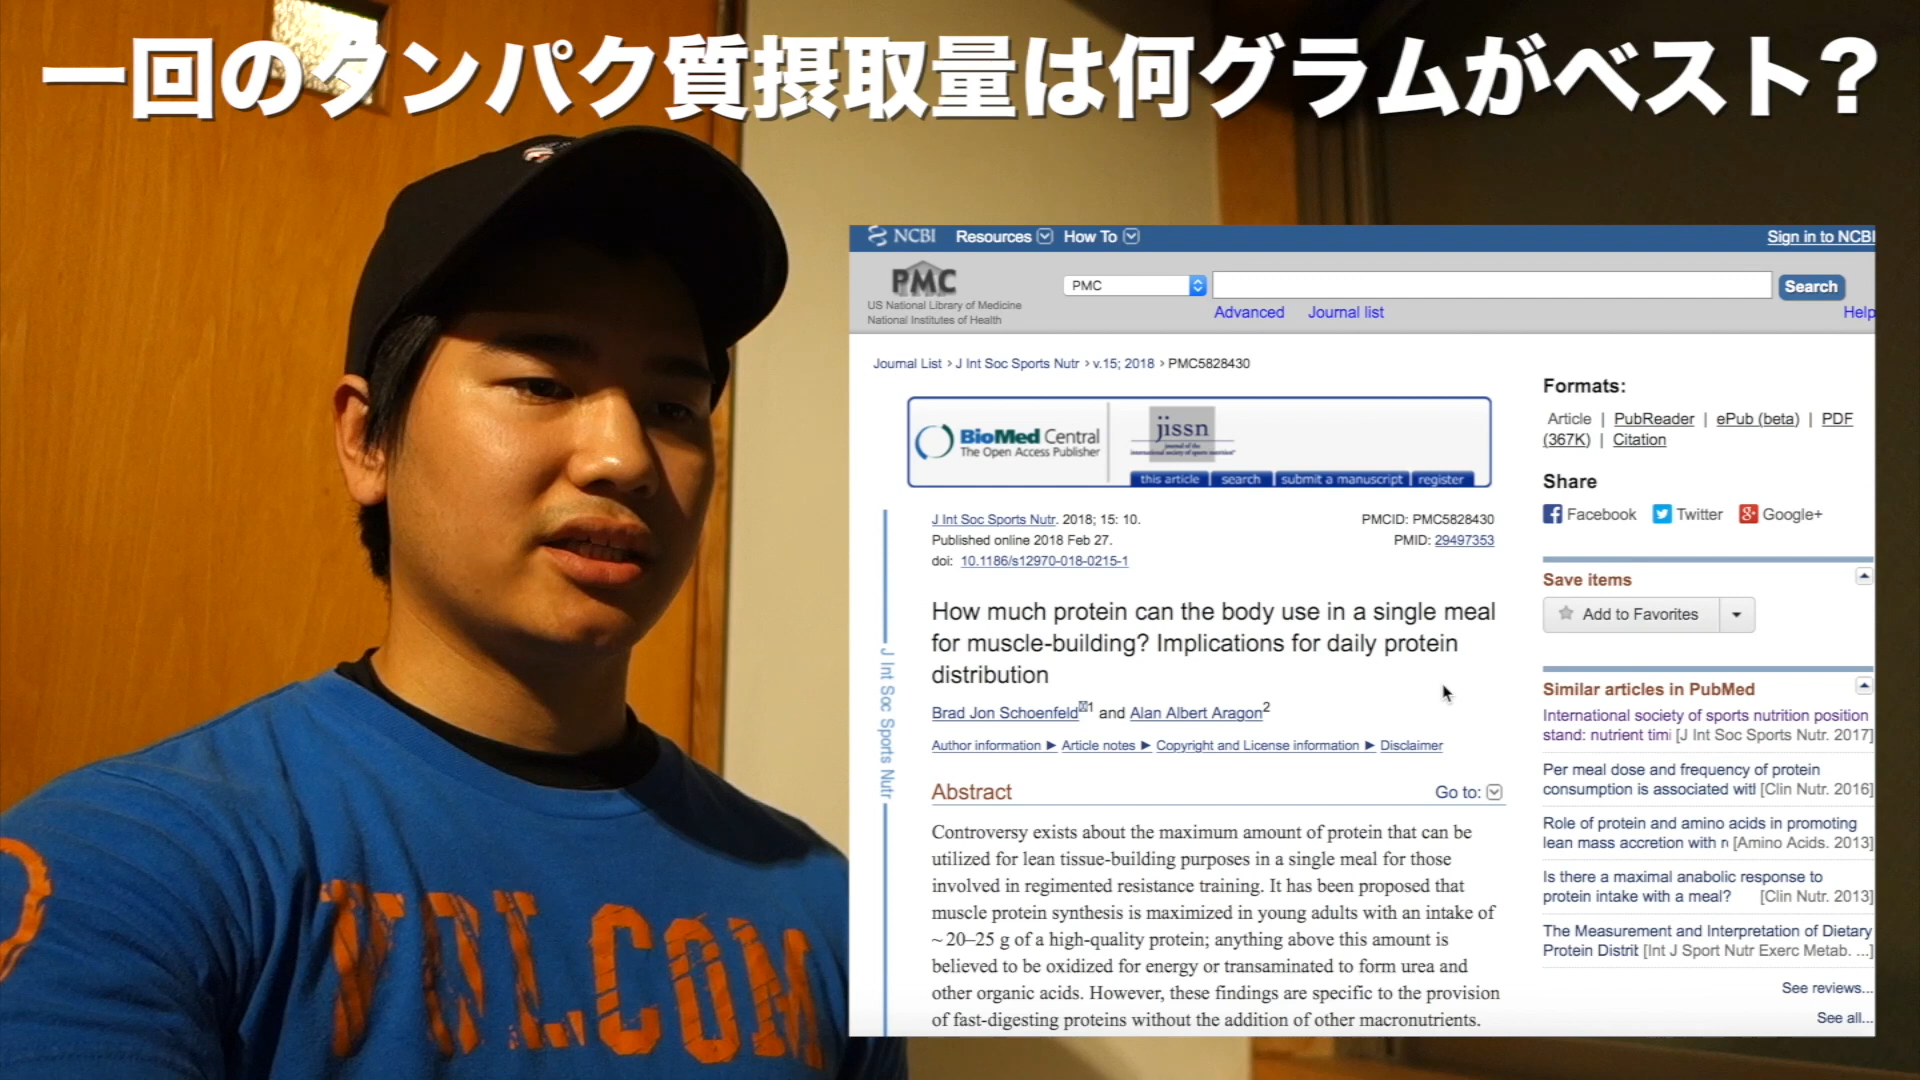 一回のタンパク質摂取量は何グラムがベスト?
VOLCOM
NCBI Resources How To Sign in to NCBI
PMC
US National Library of Medicine
National Institutes of Health
PMC
Search
Advanced Journal list
Help
Journal List › J Int Soc Sports Nutr › v.15; 2018 › PMC5828430
BioMed Central
The Open Access Publisher
jissn
journal of the
international society of sports nutrition
this article search submit a manuscript register
J Int Soc Sports Nutr
J Int Soc Sports Nutr. 2018; 15: 10.
Published online 2018 Feb 27.
doi: 10.1186/s12970-018-0215-1
PMCID: PMC5828430
PMID: 29497353
How much protein can the body use in a single meal
for muscle-building? Implications for daily protein
distribution
Brad Jon Schoenfeld1 and Alan Albert Aragon2
Author information ► Article notes ► Copyright and License information ► Disclaimer
Abstract
Go to:
Controversy exists about the maximum amount of protein that can be
utilized for lean tissue-building purposes in a single meal for those
involved in regimented resistance training. It has been proposed that
muscle protein synthesis is maximized in young adults with an intake of
~ 20–25 g of a high-quality protein; anything above this amount is
believed to be oxidized for energy or transaminated to form urea and
other organic acids. However, these findings are specific to the provision
of fast-digesting proteins without the addition of other macronutrients.
Formats:
Article | PubReader | ePub (beta) | PDF
(367K) | Citation
Share
Facebook Twitter Google+
Save items
Add to Favorites
Similar articles in PubMed
International society of sports nutrition position
stand: nutrient timi [J Int Soc Sports Nutr. 2017]
Per meal dose and frequency of protein
consumption is associated witl [Clin Nutr. 2016]
Role of protein and amino acids in promoting
lean mass accretion with r [Amino Acids. 2013]
Is there a maximal anabolic response to
protein intake with a meal? [Clin Nutr. 2013]
The Measurement and Interpretation of Dietary
Protein Distrit [Int J Sport Nutr Exerc Metab. ...]
See reviews...
See all...